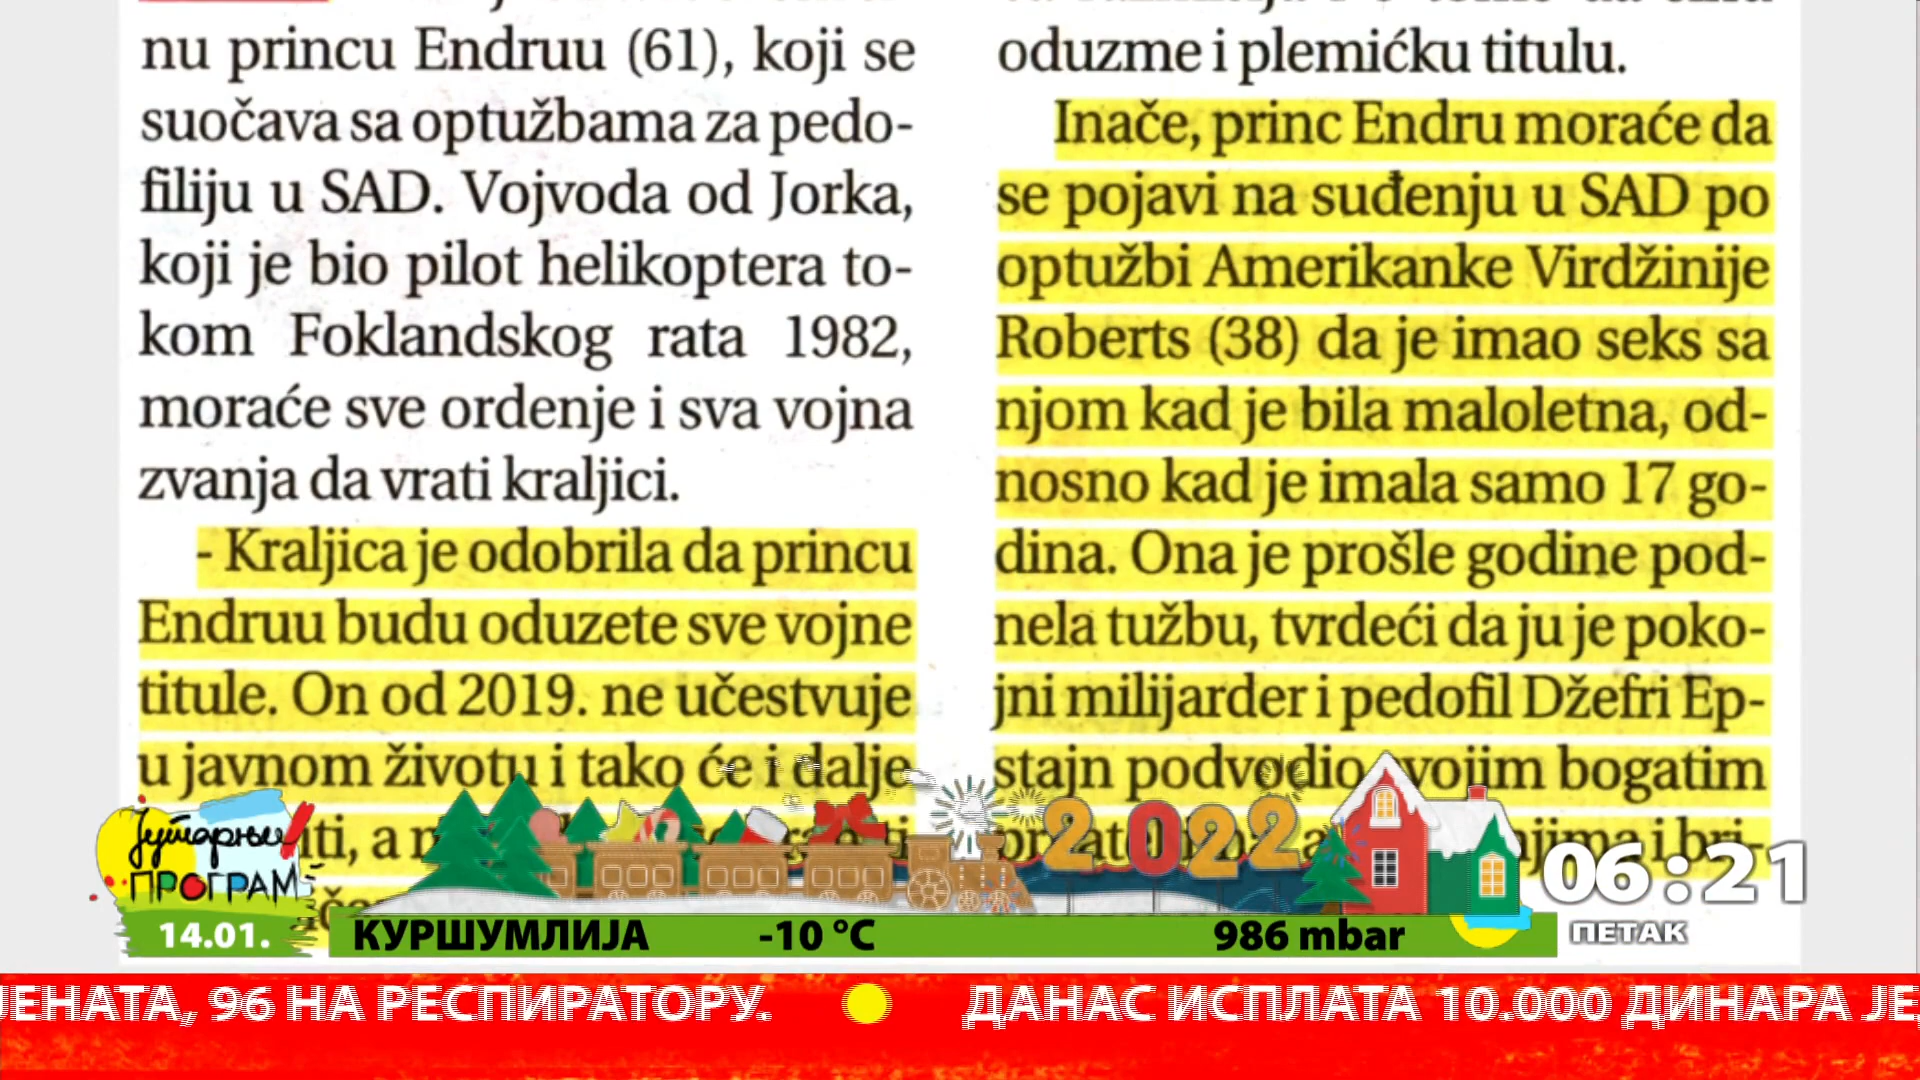 nu princu Endruu (61), koji se
suočava sa optužbama za pedo-
filiju u SAD. Vojvoda od Jorka,
koji je bio pilot helikoptera to-
kom Foklandskog rata 1982,
moraće sve ordenje i sva vojna
zvanja da vrati kraljici.
- Kraljica je odobrila da princu
Endruu budu oduzete sve vojne
titule. On od 2019. ne učestvuje
u javnom životu i tako će i dalje
oduzme i plemićku titulu.
Inače, princ Endru moraće da
se pojavi na suđenju u SAD po
optužbi Amerikanke Virdžinije
Roberts (38) da je imao seks sa
njom kad je bila maloletna, od-
nosno kad je imala samo 17 go-
dina. Ona je prošle godine pod-
nela tužbu, tvrdeći da ju je poko-
jni milijarder i pedofil Džefri Ep-
stajn podvodio svojim bogatim
i bri-
Јутарњи
ПРОГРАМ
14.01.
2022
06:21
ПЕТАК
КУРШУМЛИЈА -10 °C 986 mbar
ЈЕНАТА, 96 НА РЕСПИРАТОРУ. ДАНАС ИСПЛАТА 10.000 ДИНАРА ЈЕ